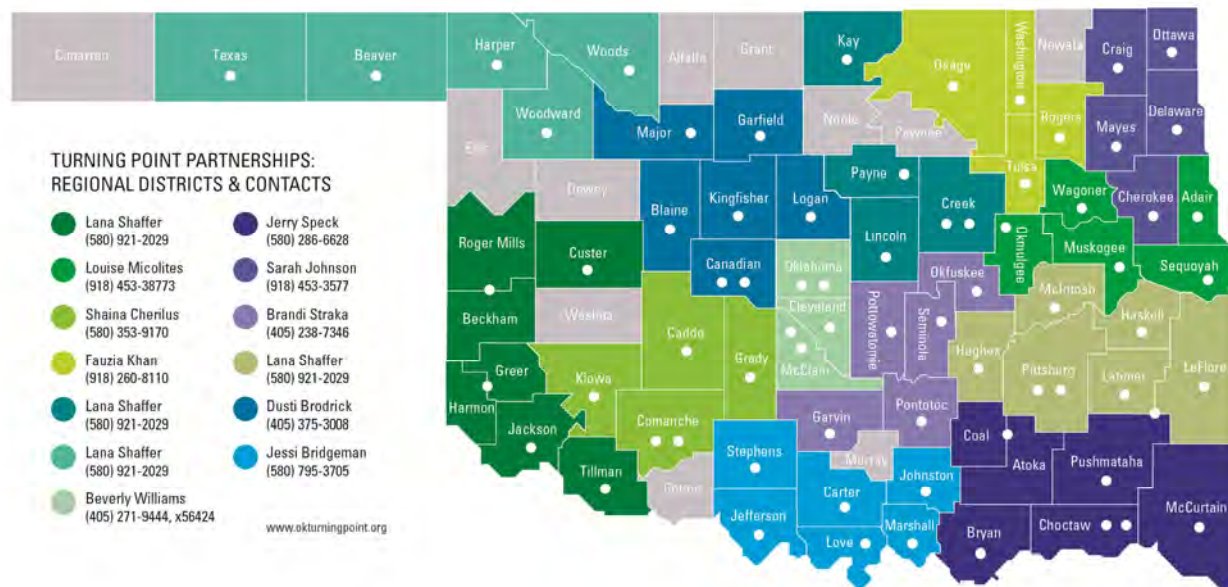 TURNING POINT PARTNERSHIPS:
REGIONAL DISTRICTS & CONTACTS
Lana Shaffer
(580) 921-2029
Louise Micolites
(918) 453-38773
Shaina Cherilus
(580) 353-9170
Fauzia Khan
(918) 260-8110
Lana Shaffer
(580) 921-2029
Lana Shaffer
(580) 921-2029
Beverly Williams
(405) 271-9444, x56424
Jerry Speck
(580) 286-6628
Sarah Johnson
(918) 453-3577
Brandi Straka
(405) 238-7346
Lana Shaffer
(580) 921-2029
Dusti Brodrick
(405) 375-3008
Jessi Bridgeman
(580) 795-3705
www.okturningpoint.org
Cimarron
Texas
Beaver
Harper
Woods
Alfalfa
Grant
Kay
Osage
Washington
Nowata
Craig
Ottawa
Woodward
Major
Garfield
Noble
Pawnee
Rogers
Mayes
Delaware
Ellis
Dewey
Blaine
Kingfisher
Logan
Payne
Creek
Tulsa
Wagoner
Cherokee
Adair
Roger Mills
Custer
Canadian
Oklahoma
Lincoln
Okfuskee
Okmulgee
Muskogee
Sequoyah
Beckham
Washita
Caddo
Grady
Cleveland
McClain
Pottowatomie
Seminole
Hughes
McIntosh
Haskell
Pittsburg
Latimer
LeFlore
Greer
Kiowa
Harmon
Jackson
Comanche
Tillman
Cotton
Stephens
Garvin
Pontotoc
Murray
Coal
Atoka
Pushmataha
Johnston
Carter
Jefferson
Love
Marshall
Bryan
Choctaw
McCurtain